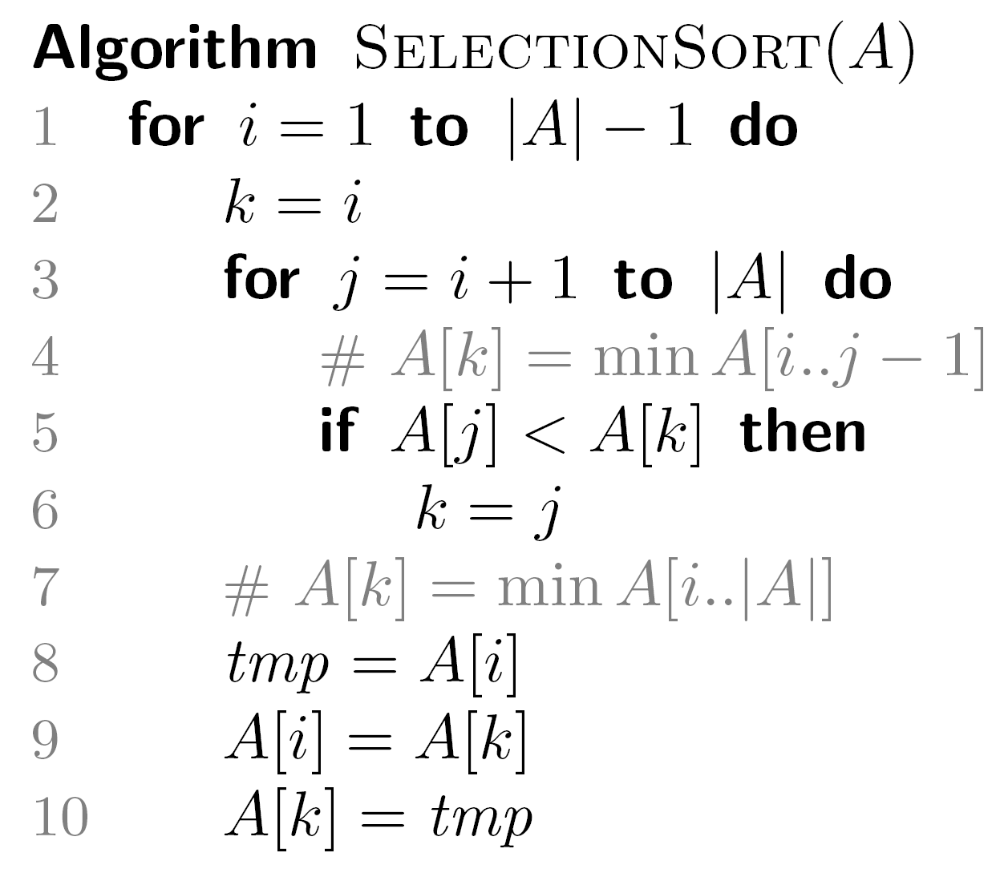 Algorithm SELECTIONSORT(A)
1 for i = 1 to |A| − 1 do
2 k = i
3 for j = i + 1 to |A| do
4 # A[k] = min A[i..j − 1]
5 if A[j] < A[k] then
6 k = j
7 # A[k] = min A[i..|A|]
8 tmp = A[i]
9 A[i] = A[k]
10 A[k] = tmp